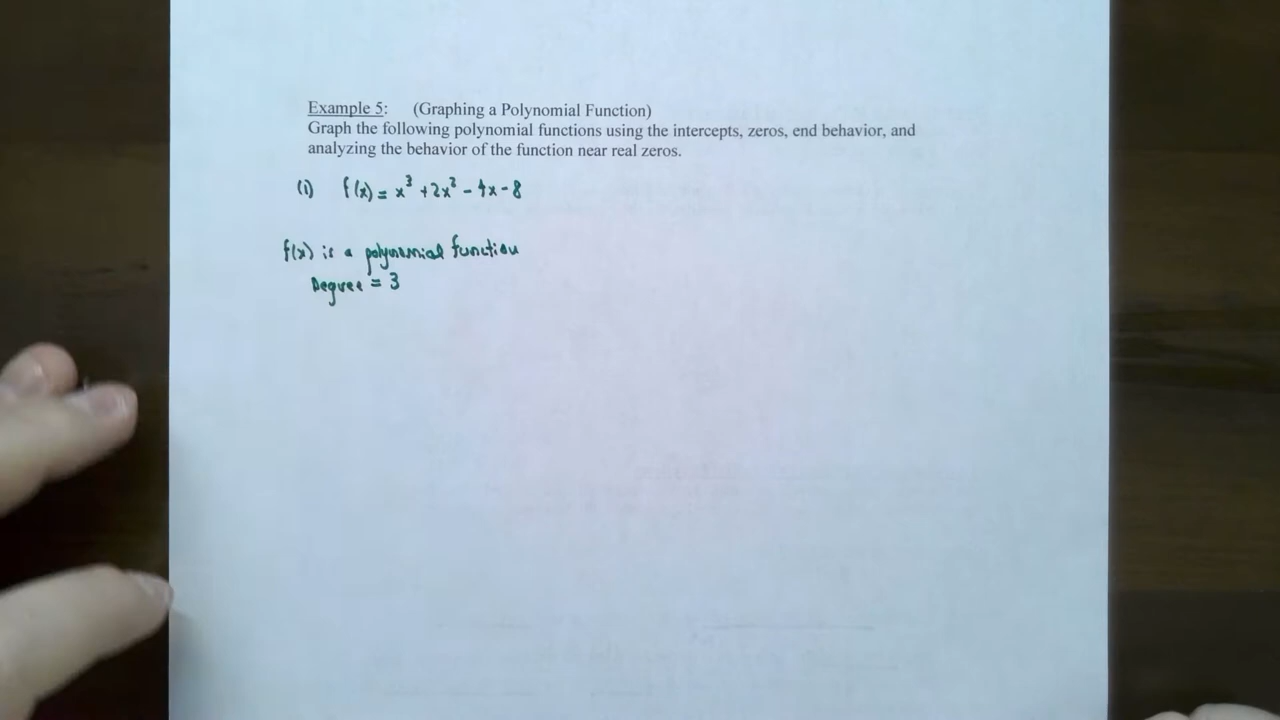 Example 5: (Graphing a Polynomial Function)
Graph the following polynomial functions using the intercepts, zeros, end behavior, and
analyzing the behavior of the function near real zeros.
(1) f(x) = x³ + 2x² - 4x - 8
f(x) is a polynomial function
Degree = 3